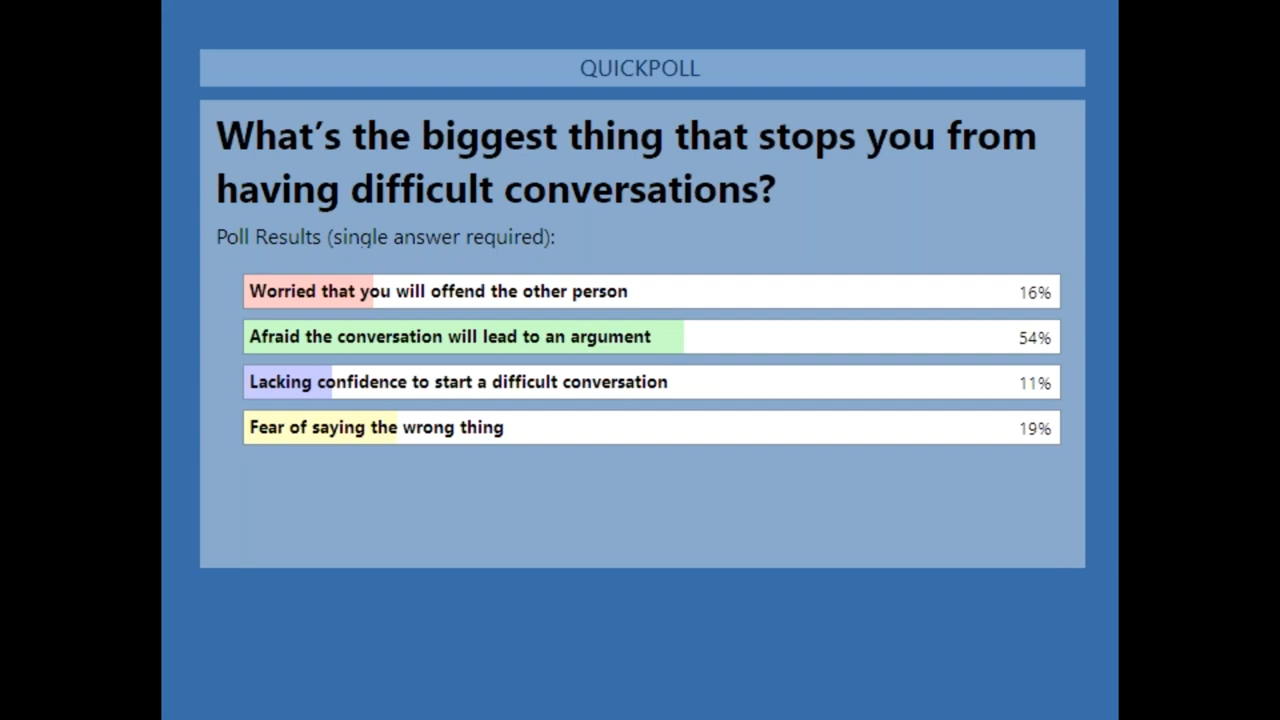 QUICKPOLL
What’s the biggest thing that stops you from
having difficult conversations?
Poll Results (single answer required):
Worried that you will offend the other person 16%
Afraid the conversation will lead to an argument 54%
Lacking confidence to start a difficult conversation 11%
Fear of saying the wrong thing 19%